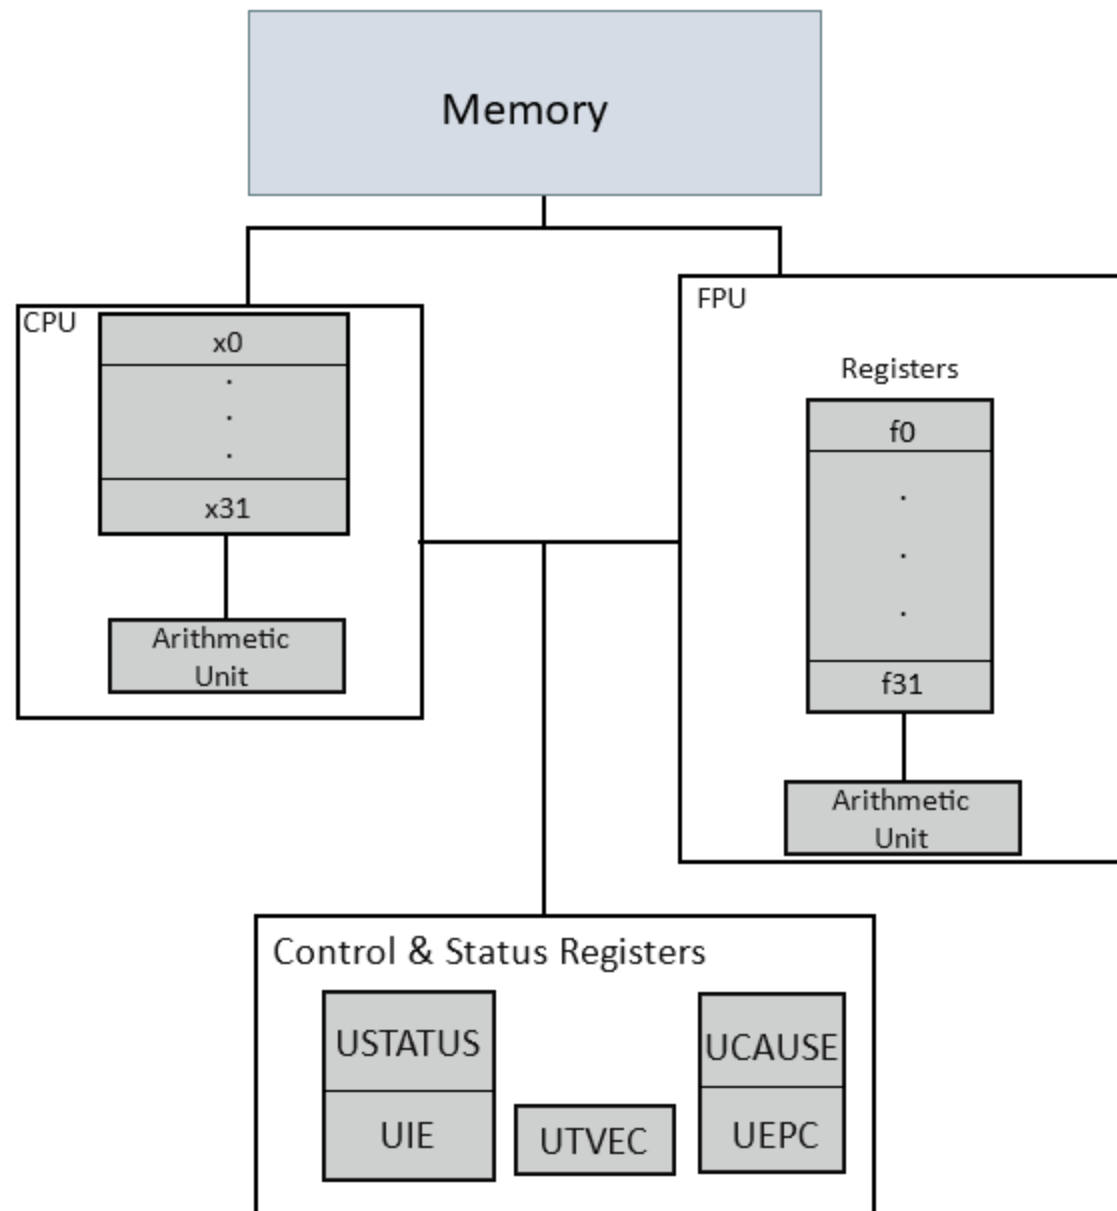 Memory
CPU
x0
.
.
.
x31
Arithmetic
Unit
FPU
Registers
f0
.
.
.
f31
Arithmetic
Unit
Control & Status Registers
USTATUS
UIE
UTVEC
UCAUSE
UEPC